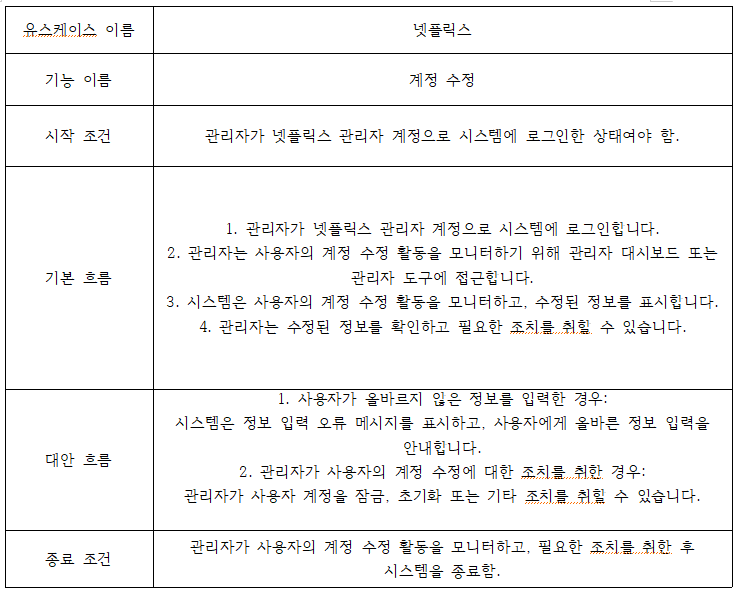 유스케이스 이름
넷플릭스
기능 이름
계정 수정
시작 조건
관리자가 넷플릭스 관리자 계정으로 시스템에 로그인한 상태여야 함.
기본 흐름
1. 관리자가 넷플릭스 관리자 계정으로 시스템에 로그인합니다.
2. 관리자는 사용자의 계정 수정 활동을 모니터하기 위해 관리자 대시보드 또는
관리자 도구에 접근합니다.
3. 시스템은 사용자의 계정 수정 활동을 모니터하고, 수정된 정보를 표시합니다.
4. 관리자는 수정된 정보를 확인하고 필요한 조치를 취할 수 있습니다.
대안 흐름
1. 사용자가 올바르지 않은 정보를 입력한 경우:
시스템은 정보 입력 오류 메시지를 표시하고, 사용자에게 올바른 정보 입력을
안내합니다.
2. 관리자가 사용자의 계정 수정에 대한 조치를 취한 경우:
관리자가 사용자 계정을 잠금, 초기화 또는 기타 조치를 취할 수 있습니다.
종료 조건
관리자가 사용자의 계정 수정 활동을 모니터하고, 필요한 조치를 취한 후
시스템을 종료함.